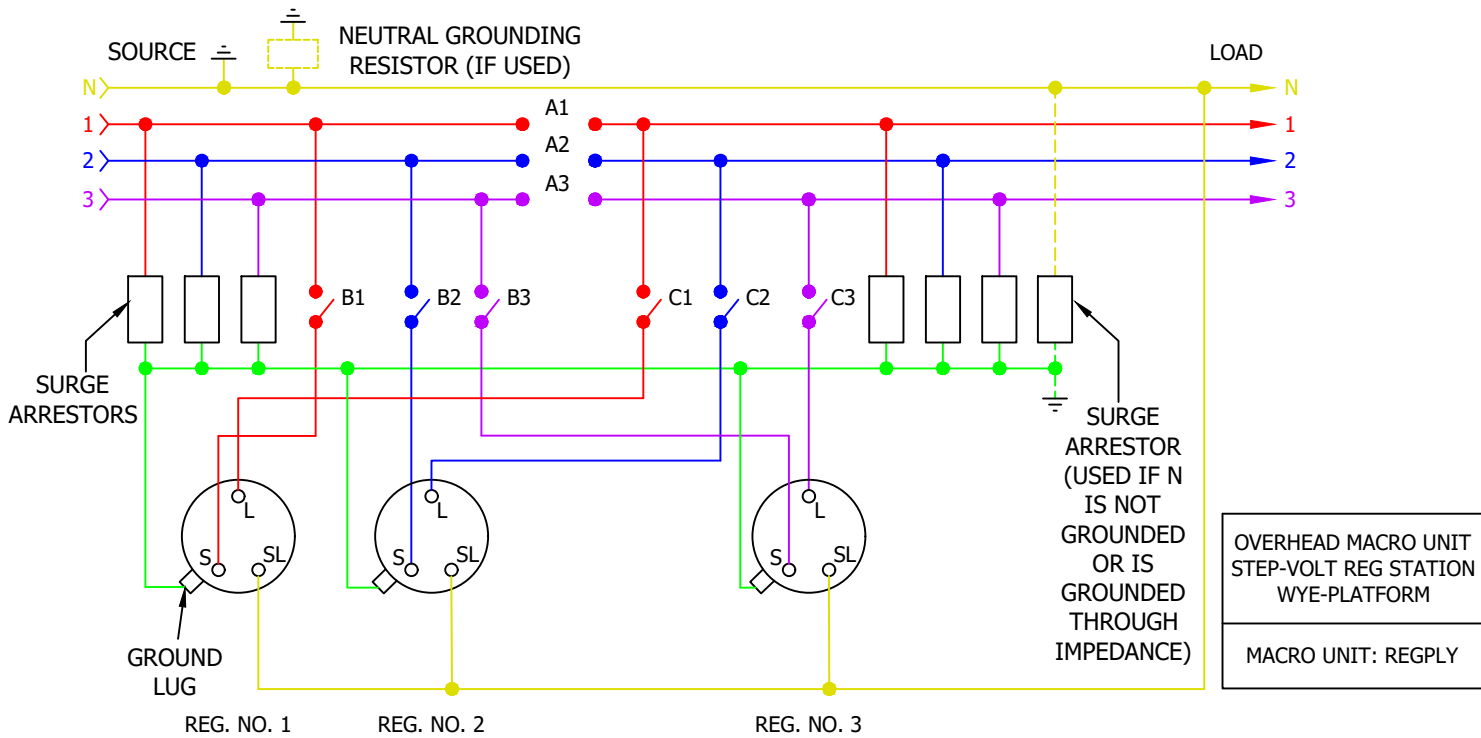 SOURCE
NEUTRAL GROUNDING
RESISTOR (IF USED)
LOAD
N
N
1
A1
1
2
A2
2
3
A3
3
B1
B2
B3
C1
C2
C3
SURGE
ARRESTORS
SURGE
ARRESTOR
(USED IF N
IS NOT
GROUNDED
OR IS
GROUNDED
THROUGH
IMPEDANCE)
L
S
SL
L
S
SL
L
S
SL
GROUND
LUG
REG. NO. 1
REG. NO. 2
REG. NO. 3
OVERHEAD MACRO UNIT
STEP-VOLT REG STATION
WYE-PLATFORM
MACRO UNIT: REGPLY